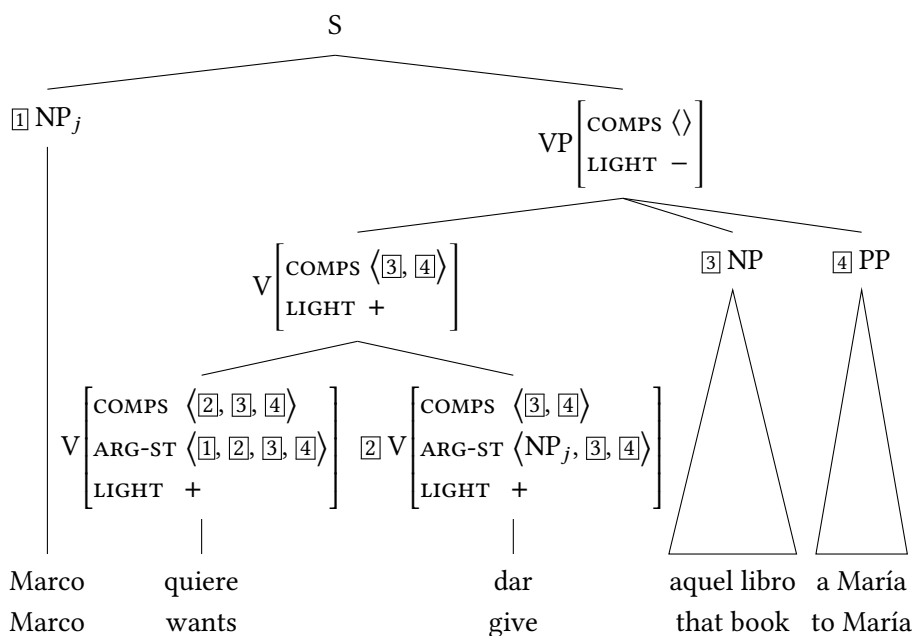 S
1 NPj
VP [COMPS ⟨⟩
LIGHT −]
V [COMPS ⟨3, 4⟩
LIGHT +]
3 NP
4 PP
V [COMPS ⟨2, 3, 4⟩
ARG-ST ⟨1, 2, 3, 4⟩
LIGHT +]
2 V [COMPS ⟨3, 4⟩
ARG-ST ⟨NPj, 3, 4⟩
LIGHT +]
Marco quiere dar aquel libro a María
Marco wants give that book to María